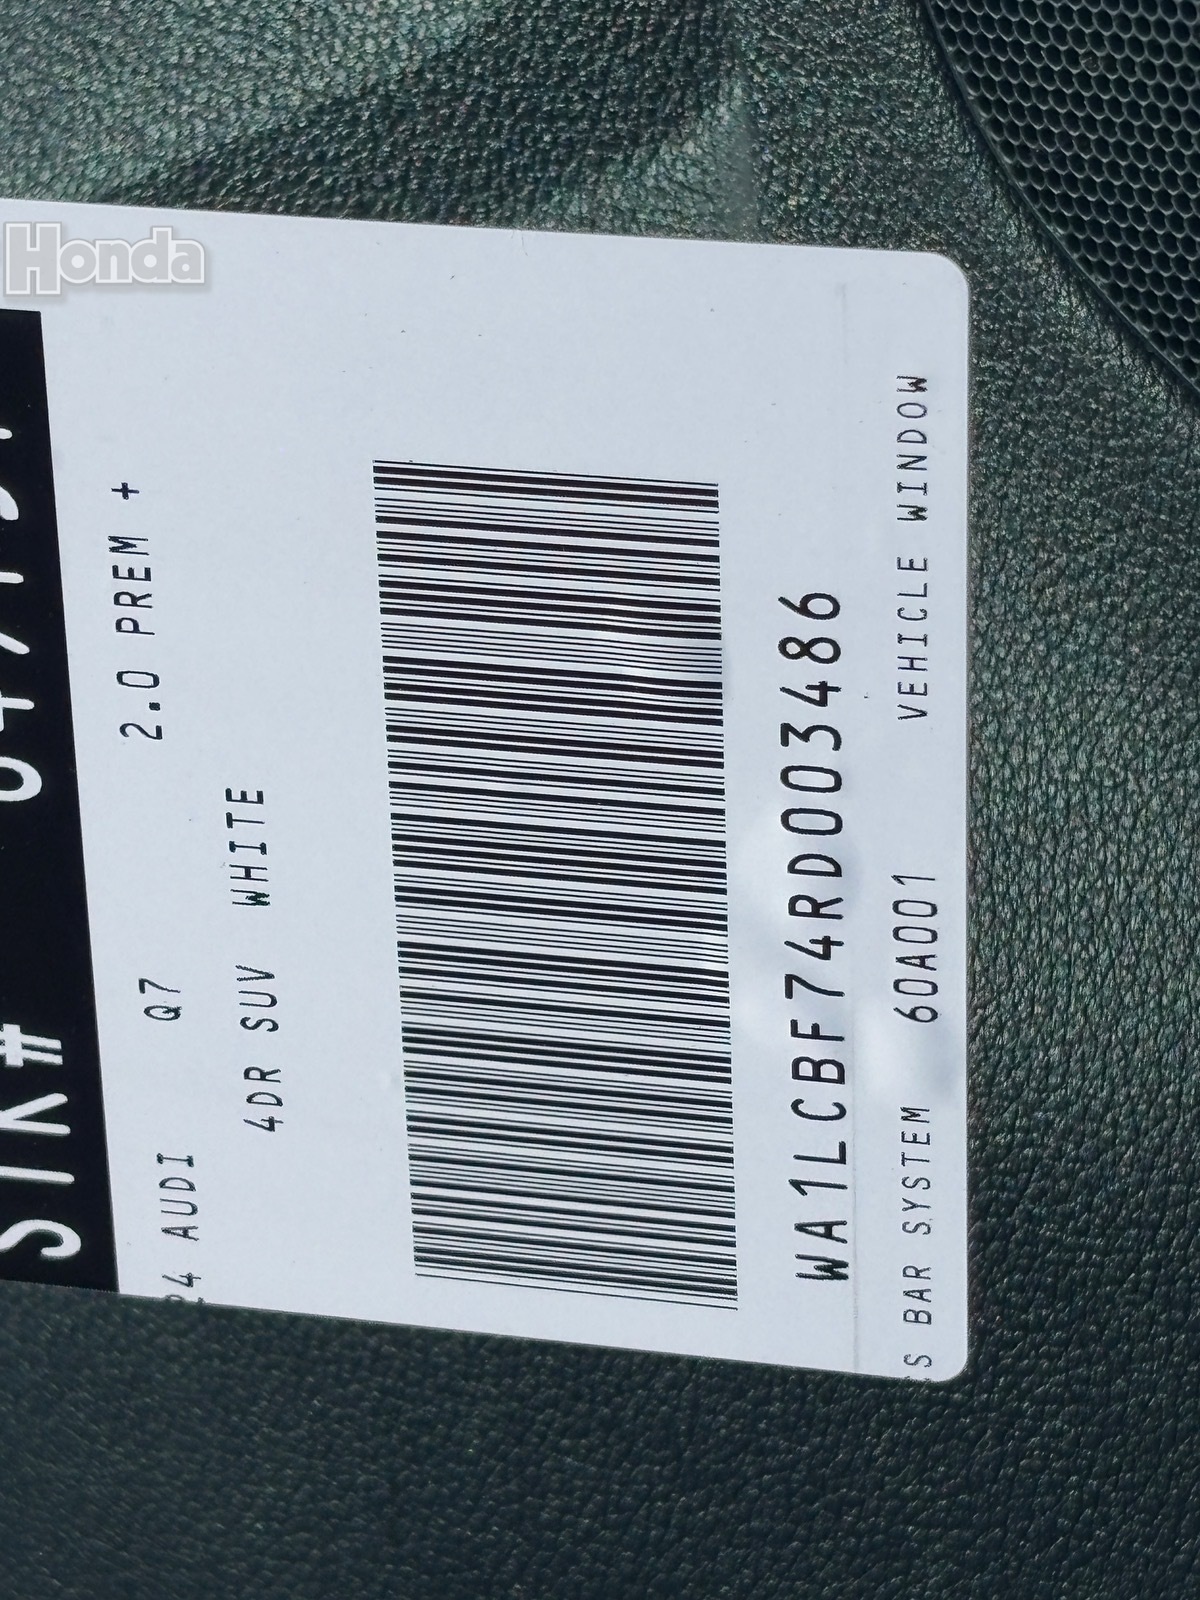 Honda
STK#
24 AUDI Q7 2.0 PREM +
4DR SUV WHITE
WA1LCBF74RD003486
S BAR SYSTEM 60A001 VEHICLE WINDOW